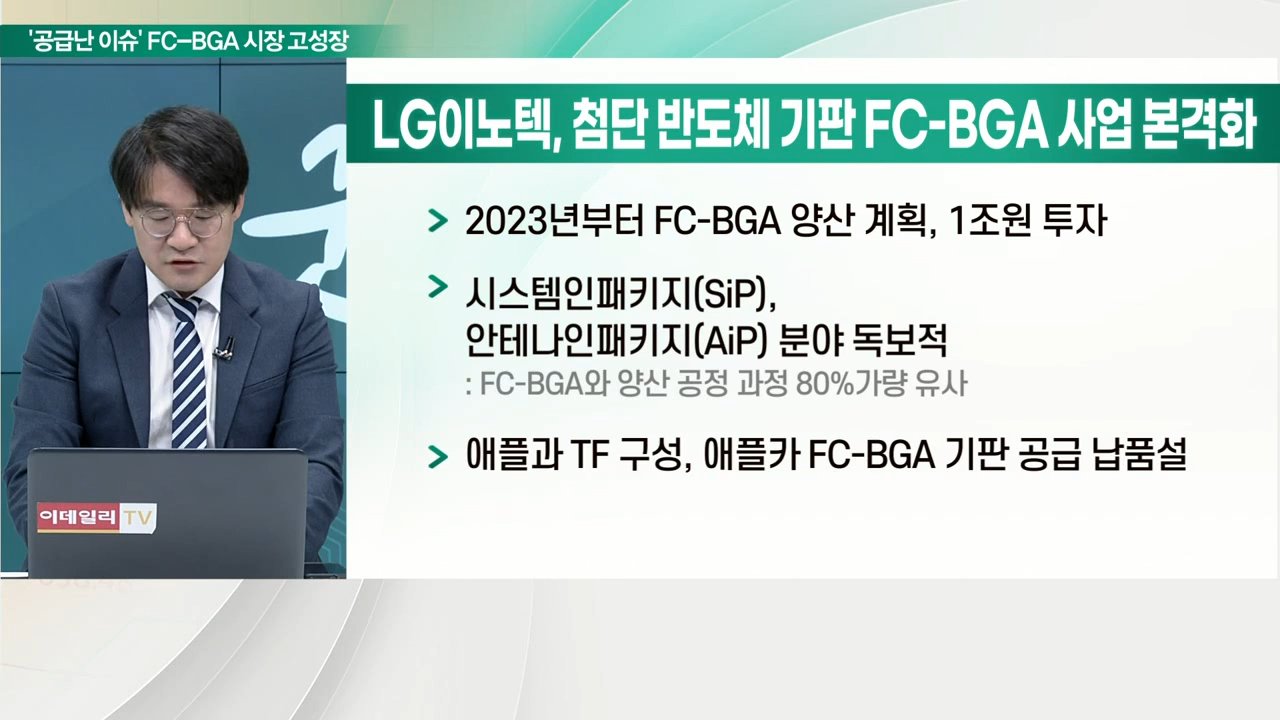 '공급난 이슈' FC-BGA 시장 고성장
LG이노텍, 첨단 반도체 기판 FC-BGA 사업 본격화
> 2023년부터 FC-BGA 양산 계획, 1조원 투자
> 시스템인패키지(SiP),
안테나인패키지(AiP) 분야 독보적
: FC-BGA와 양산 공정 과정 80%가량 유사
> 애플과 TF 구성, 애플카 FC-BGA 기판 공급 납품설
이데일리 TV